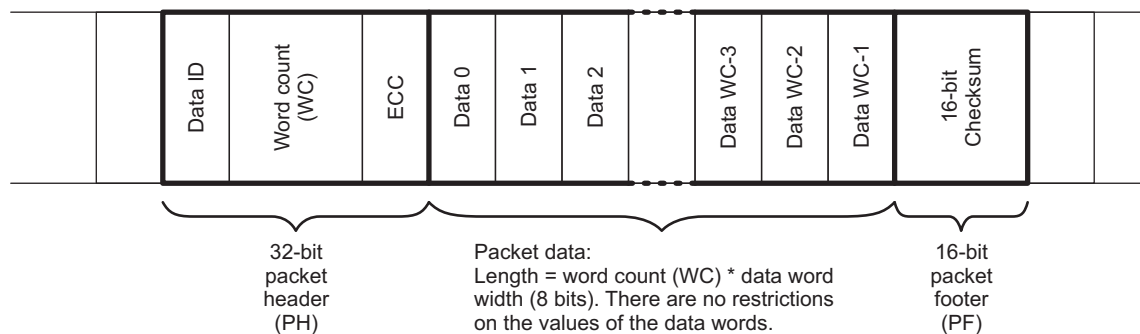 Data ID
Word count
(WC)
ECC
Data 0
Data 1
Data 2
Data WC-3
Data WC-2
Data WC-1
16-bit
Checksum
32-bit
packet
header
(PH)
Packet data:
Length = word count (WC) * data word
width (8 bits). There are no restrictions
on the values of the data words.
16-bit
packet
footer
(PF)